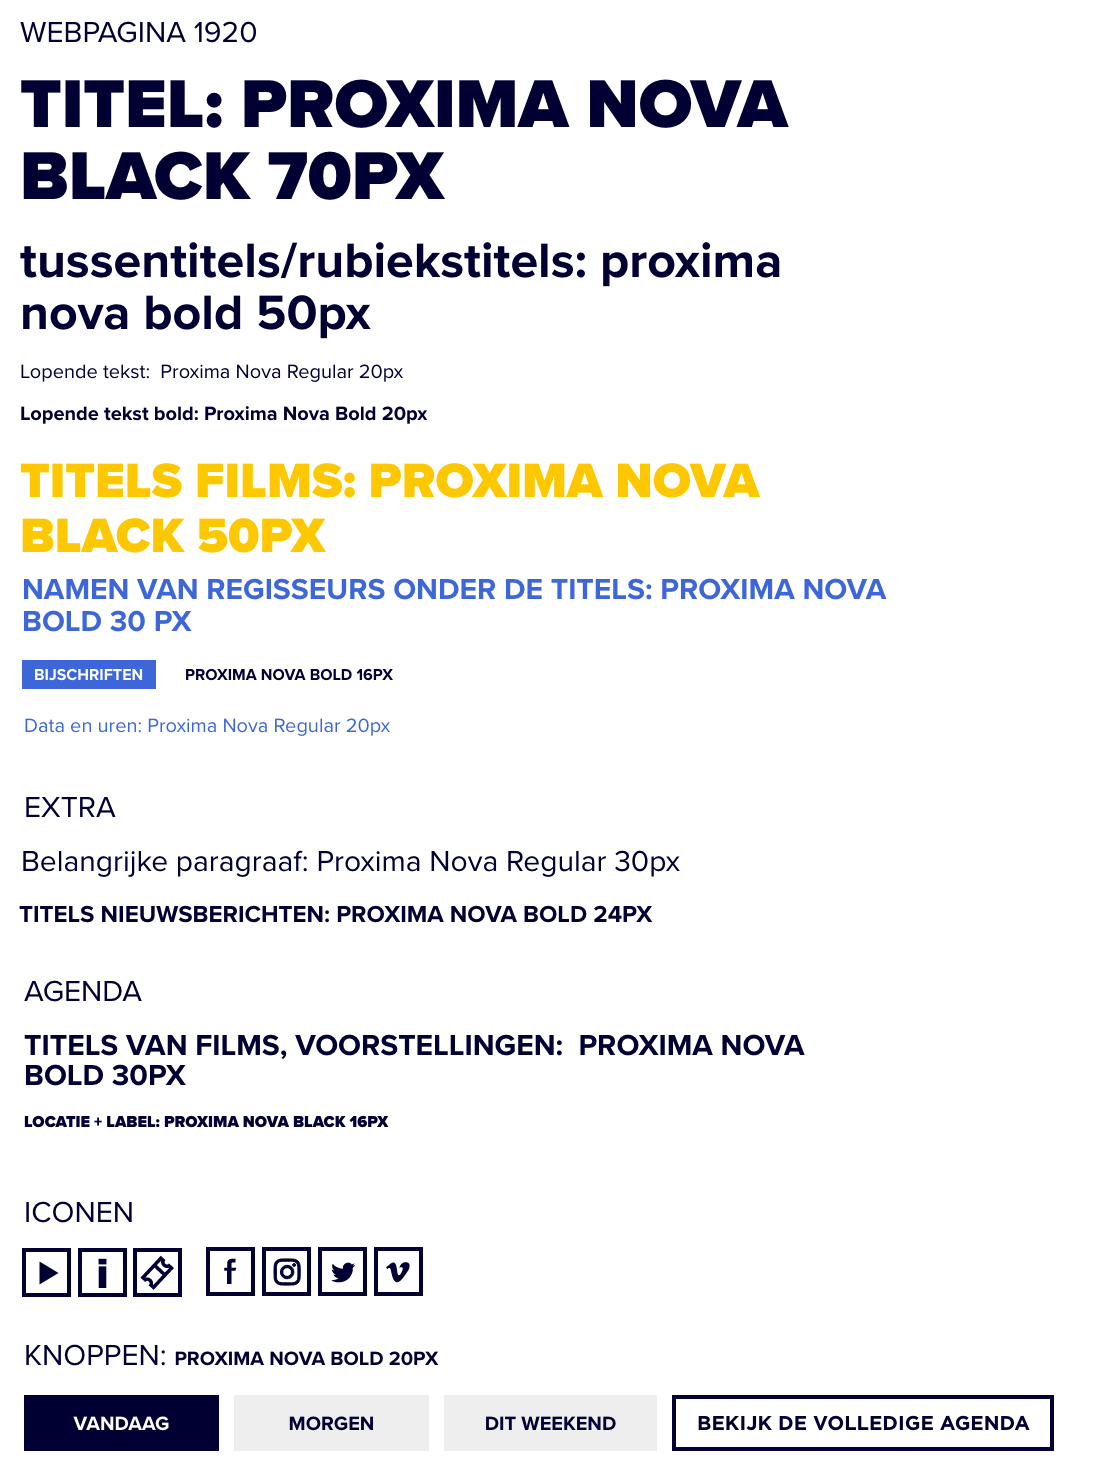 WEBPAGINA 1920
TITEL: PROXIMA NOVA
BLACK 70PX
tussentitels/rubiekstitels: proxima
nova bold 50px
Lopende tekst:  Proxima Nova Regular 20px
Lopende tekst bold: Proxima Nova Bold 20px
TITELS FILMS: PROXIMA NOVA
BLACK 50PX
NAMEN VAN REGISSEURS ONDER DE TITELS: PROXIMA NOVA
BOLD 30 PX
BIJSCHRIFTEN PROXIMA NOVA BOLD 16PX
Data en uren: Proxima Nova Regular 20px
EXTRA
Belangrijke paragraaf: Proxima Nova Regular 30px
TITELS NIEUWSBERICHTEN: PROXIMA NOVA BOLD 24PX
AGENDA
TITELS VAN FILMS, VOORSTELLINGEN:  PROXIMA NOVA
BOLD 30PX
LOCATIE + LABEL: PROXIMA NOVA BLACK 16PX
ICONEN
KNOPPEN: PROXIMA NOVA BOLD 20PX
VANDAAG MORGEN DIT WEEKEND BEKIJK DE VOLLEDIGE AGENDA